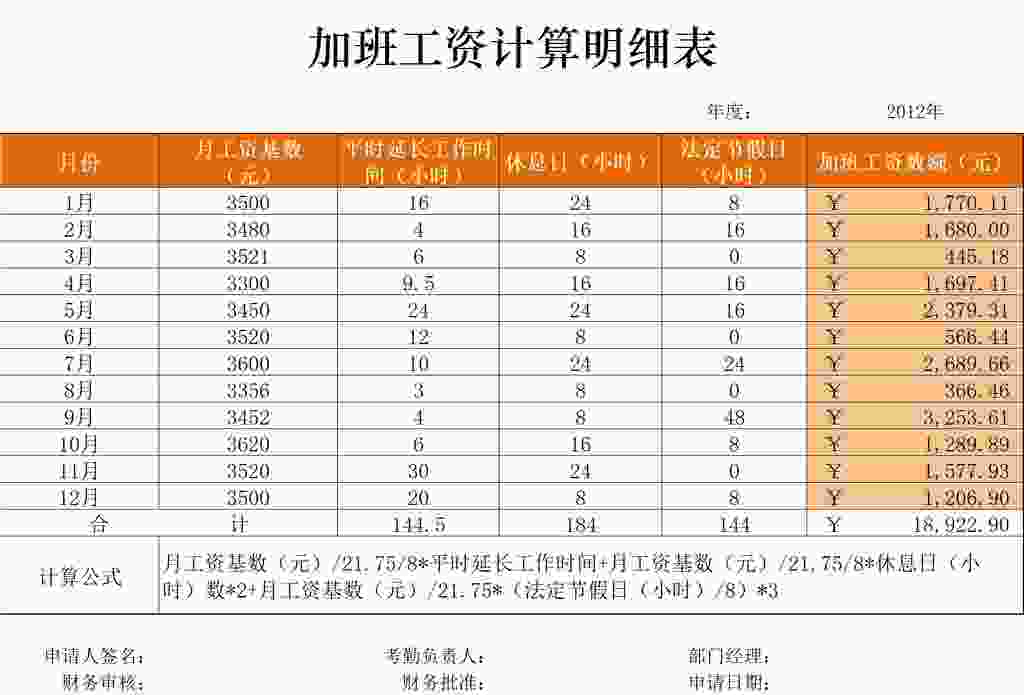 加班工资计算明细表
年度： 2012年
月份 月工资基数（元） 平时延长工作时间（小时） 休息日（小时） 法定节假日（小时） 加班工资数额（元）
1月 3500 16 24 8 ￥ 1,770.11
2月 3480 4 16 16 ￥ 1,680.00
3月 3521 6 8 0 ￥ 445.18
4月 3300 9.5 16 16 ￥ 1,697.41
5月 3450 24 24 16 ￥ 2,379.31
6月 3520 12 8 0 ￥ 566.44
7月 3600 10 24 24 ￥ 2,689.66
8月 3356 3 8 0 ￥ 366.46
9月 3452 4 8 48 ￥ 3,253.61
10月 3620 6 16 8 ￥ 1,289.89
11月 3520 30 24 0 ￥ 1,577.93
12月 3500 20 8 8 ￥ 1,206.90
合 计 144.5 184 144 ￥ 18,922.90
计算公式 月工资基数（元）/21.75/8*平时延长工作时间+月工资基数（元）/21,75/8*休息日（小
时）数*2+月工资基数（元）/21.75*（法定节假日（小时）/8）*3
申请人签名： 考勤负责人： 部门经理：
财务审核： 财务批准： 申请日期：